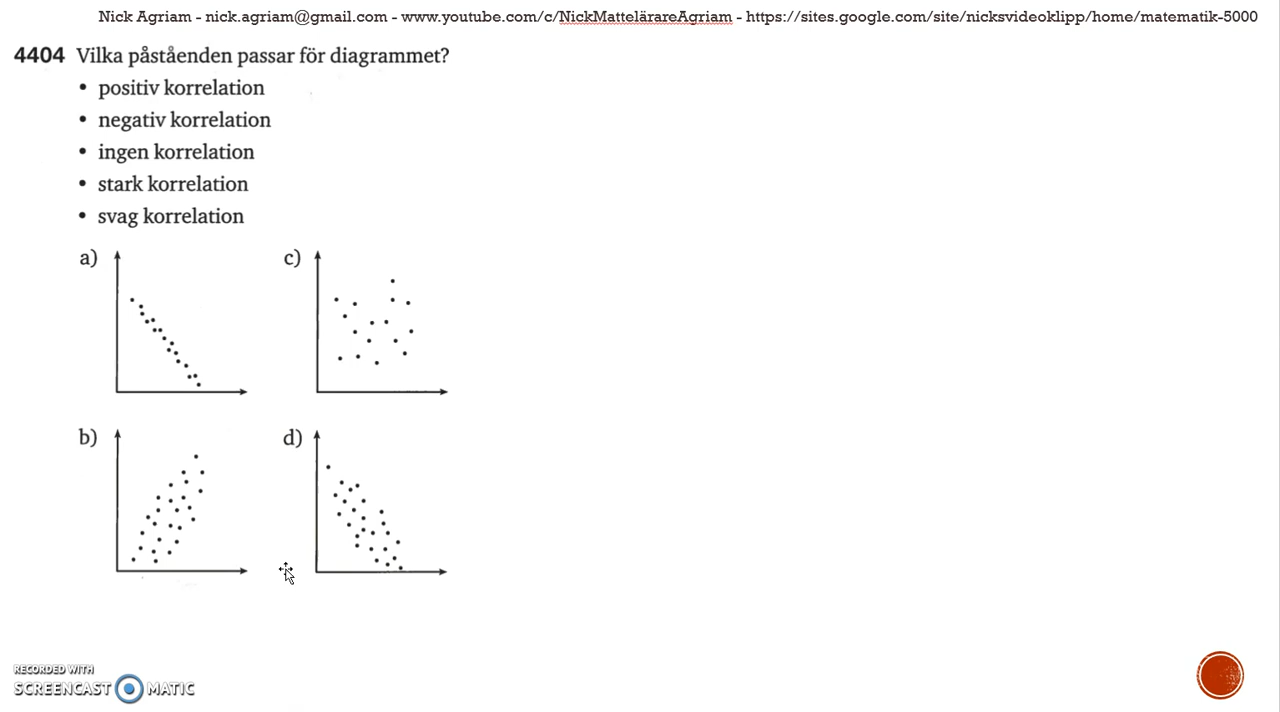 Nick Agriam - nick.agriam@gmail.com - www.youtube.com/c/NickMattelärareAgriam - https://sites.google.com/site/nicksvideoklipp/home/matematik-5000
4404 Vilka påståenden passar för diagrammet?
• positiv korrelation
• negativ korrelation
• ingen korrelation
• stark korrelation
• svag korrelation
a) c)
b) d)
RECORDED WITH
SCREENCAST MATIC